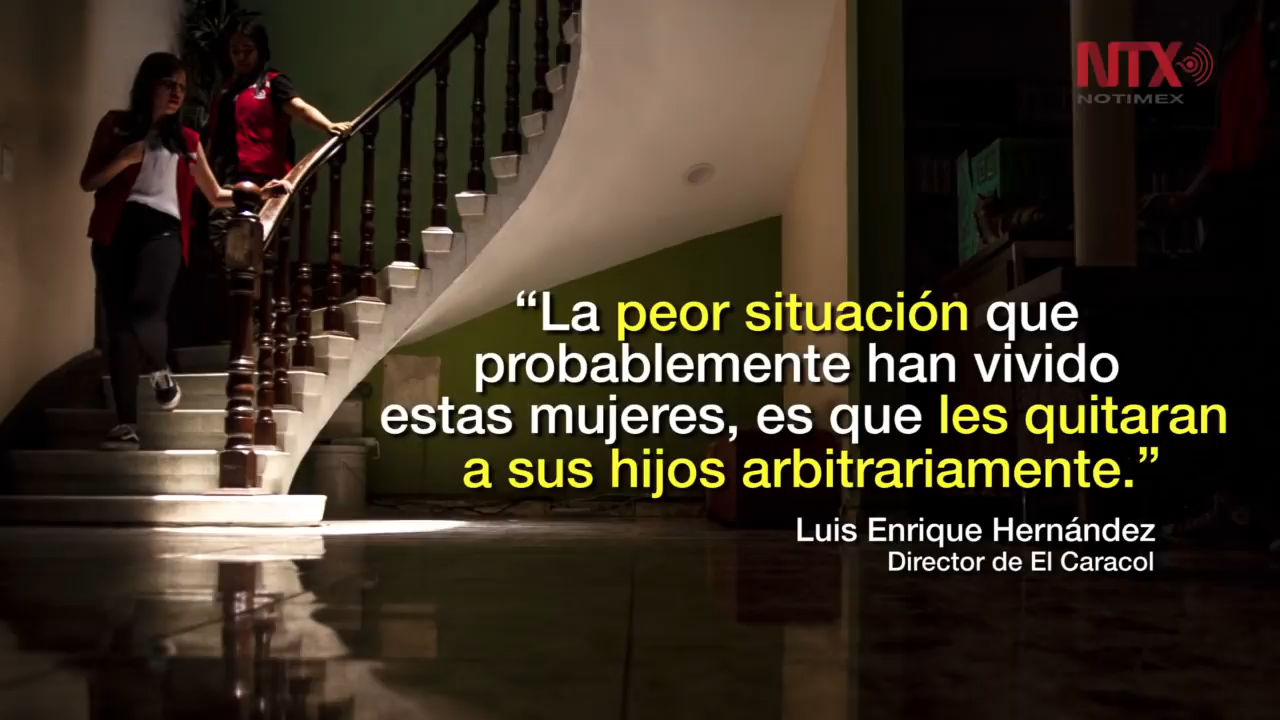 NTX
NOTIMEX
“La peor situación que
probablemente han vivido
estas mujeres, es que les quitaran
a sus hijos arbitrariamente.”
Luis Enrique Hernández
Director de El Caracol